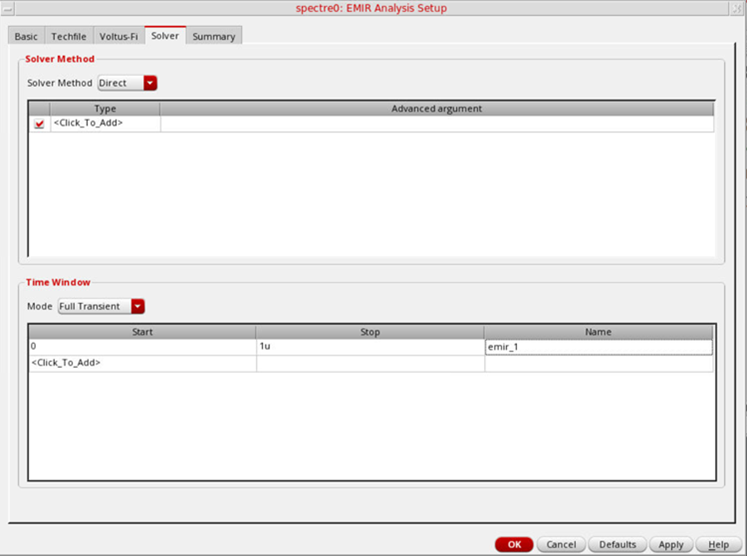 spectre0: EMIR Analysis Setup
Basic Techfile Voltus-Fi Solver Summary
Solver Method
Solver Method Direct
Type Advanced argument
<Click_To_Add>
Time Window
Mode Full Transient
Start Stop Name
0 1u emir_1
<Click_To_Add>
OK Cancel Defaults Apply Help